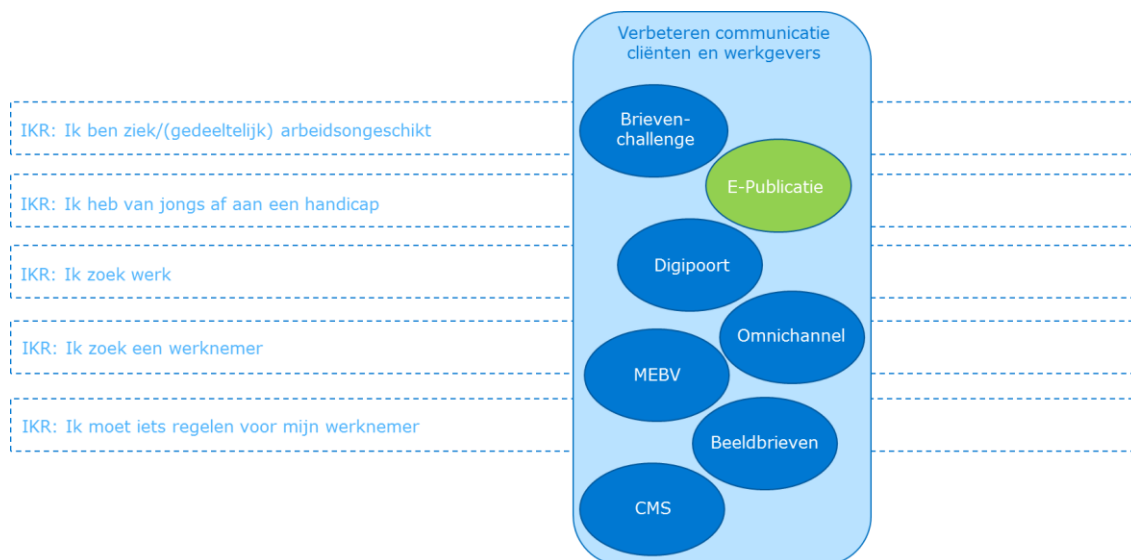 Verbeteren communicatie
cliënten en werkgevers
Brieven-
challenge
IKR: Ik ben ziek/(gedeeltelijk) arbeidsongeschikt
E-Publicatie
IKR: Ik heb van jongs af aan een handicap
Digipoort
IKR: Ik zoek werk
Omnichannel
IKR: Ik zoek een werknemer
MEBV
IKR: Ik moet iets regelen voor mijn werknemer
Beeldbrieven
CMS